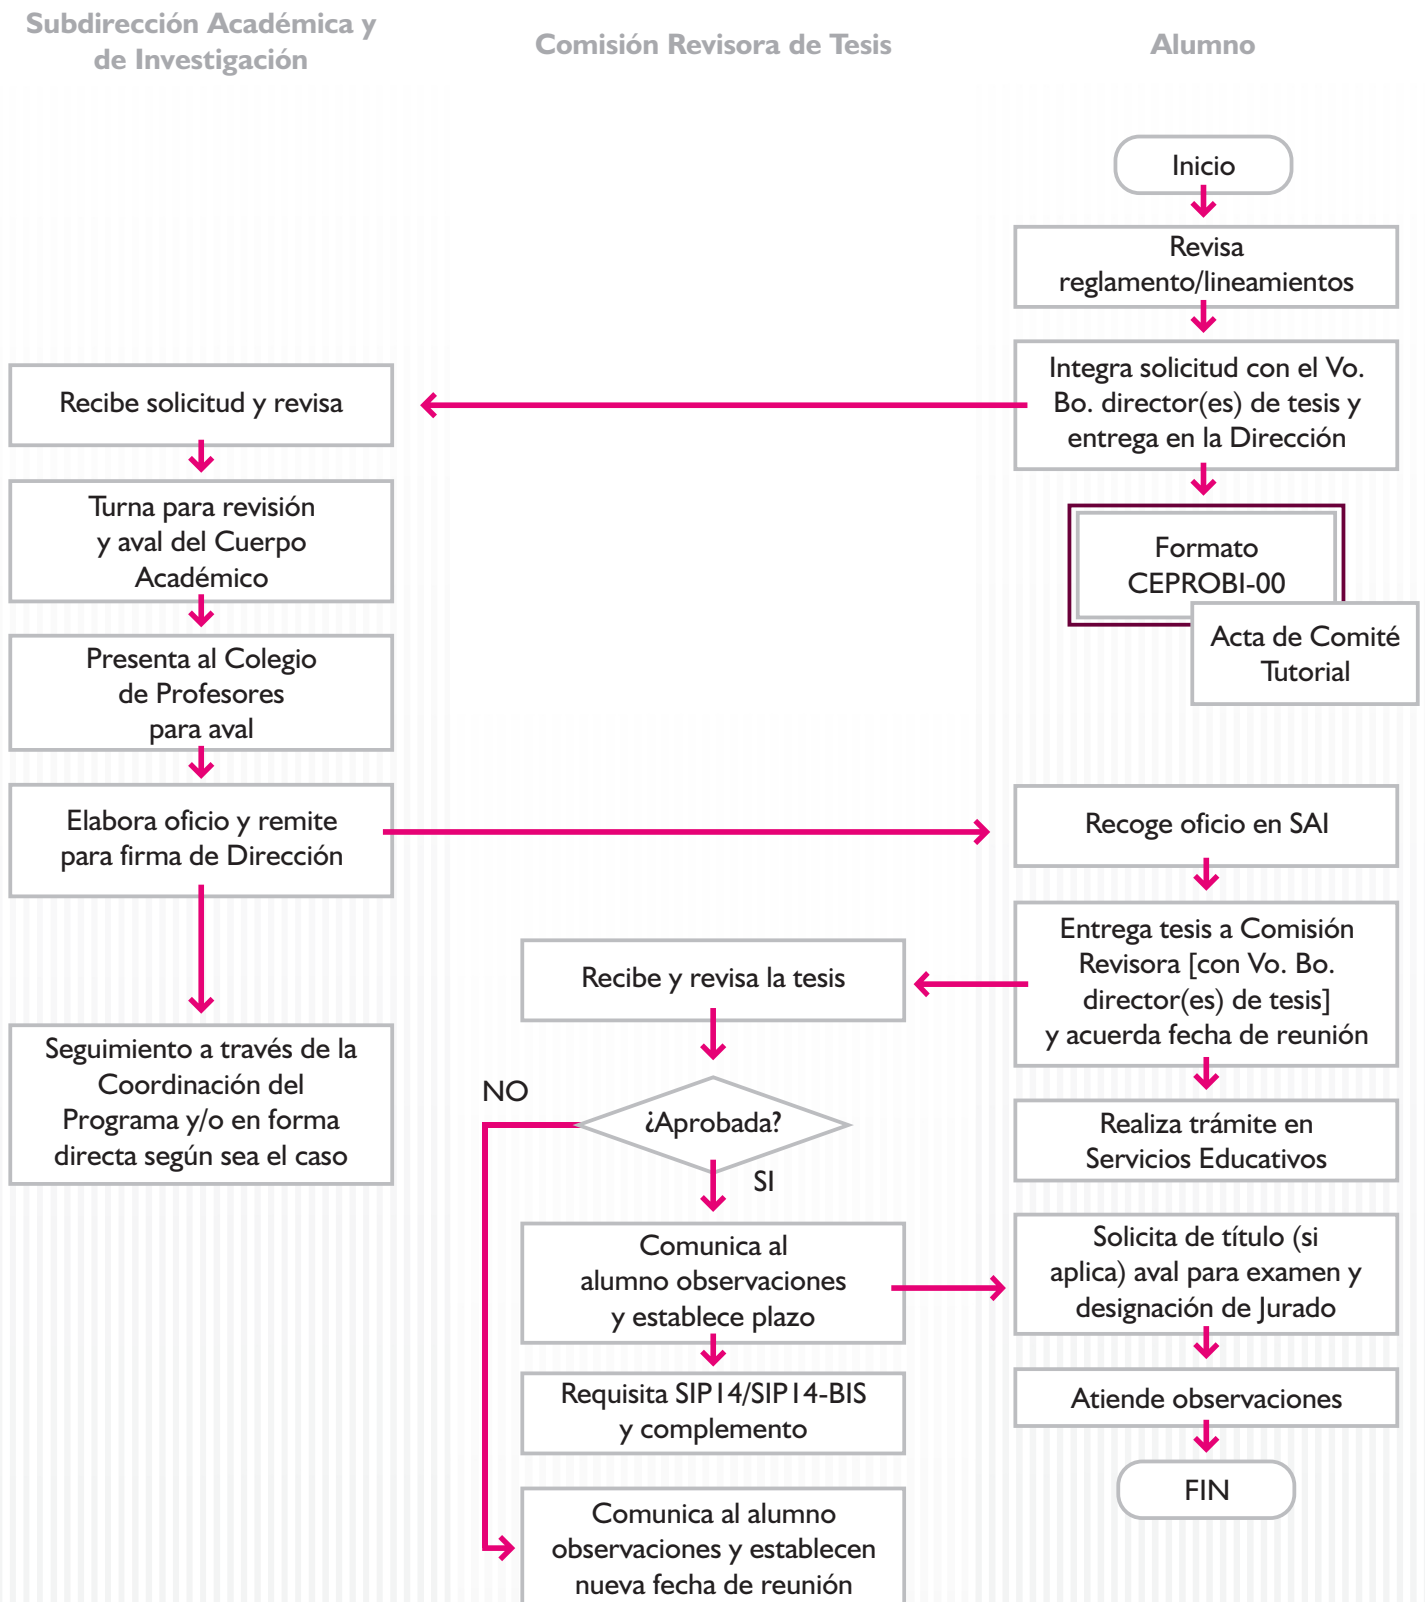 Subdirección Académica y
de Investigación
Comisión Revisora de Tesis
Alumno
Inicio
Revisa
reglamento/lineamientos
Integra solicitud con el Vo.
Bo. director(es) de tesis y
entrega en la Dirección
Recibe solicitud y revisa
Turna para revisión
y aval del Cuerpo
Académico
Formato
CEPROBI-00
Acta de Comité
Tutorial
Presenta al Colegio
de Profesores
para aval
Elabora oficio y remite
para firma de Dirección
Recoge oficio en SAI
Entrega tesis a Comisión
Revisora [con Vo. Bo.
director(es) de tesis]
y acuerda fecha de reunión
Recibe y revisa la tesis
Seguimiento a través de la
Coordinación del
Programa y/o en forma
directa según sea el caso
NO
¿Aprobada?
SI
Realiza trámite en
Servicios Educativos
Comunica al
alumno observaciones
y establece plazo
Solicita de título (si
aplica) aval para examen y
designación de Jurado
Requisita SIP14/SIP14-BIS
y complemento
Atiende observaciones
FIN
Comunica al alumno
observaciones y establecen
nueva fecha de reunión